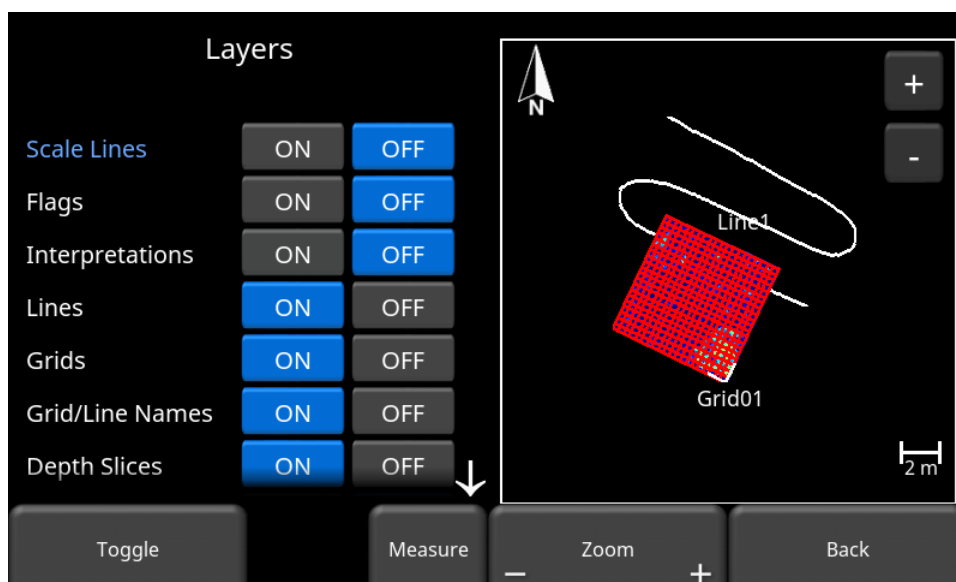 Layers
Scale Lines ON OFF
Flags ON OFF
Interpretations ON OFF
Lines ON OFF
Grids ON OFF
Grid/Line Names ON OFF
Depth Slices ON OFF
N
+
-
Line1
Grid01
2 m
Toggle
Measure
− Zoom +
Back